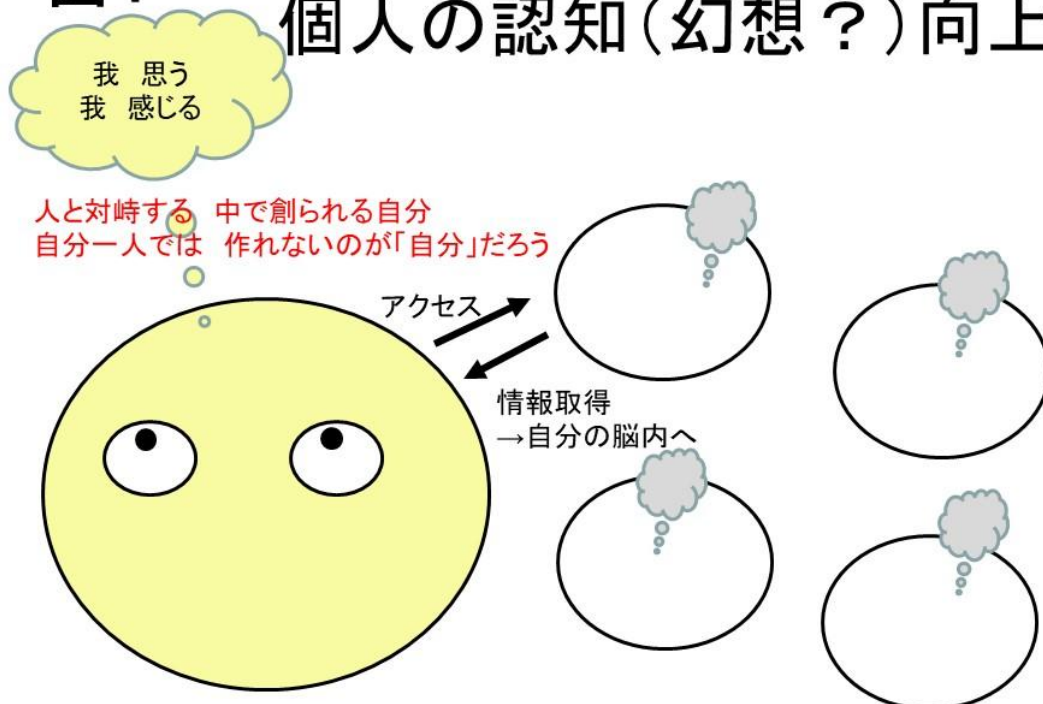 個人の認知(幻想?)向上
我 思う
我 感じる
人と対峙する 中で創られる自分
自分一人では 作れないのが「自分」だろう
アクセス
情報取得
→自分の脳内へ